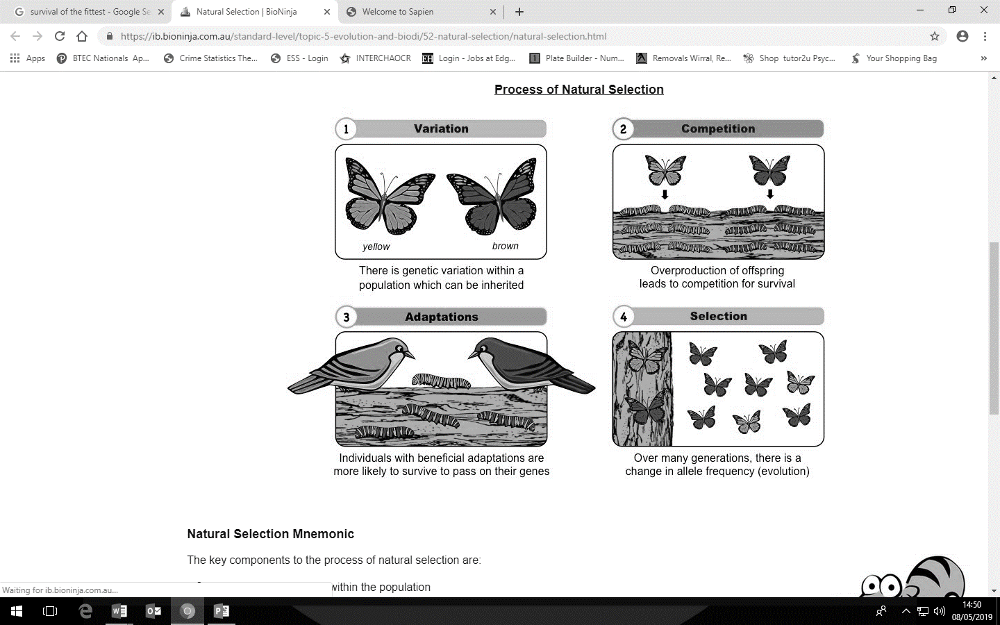 survival of the fittest - Google Se
Natural Selection | BioNinja
Welcome to Sapien
https://ib.bioninja.com.au/standard-level/topic-5-evolution-and-biodi/52-natural-selection/natural-selection.html
Apps
BTEC Nationals Ap...
Crime Statistics The...
ESS - Login
INTERCHAOCR
EH
Login - Jobs at Edg...
Plate Builder - Num...
Removals Wirral, Re...
Shop tutor2u Psyc...
Your Shopping Bag
»
Process of Natural Selection
1 Variation
yellow
brown
There is genetic variation within a
population which can be inherited
2 Competition
Overproduction of offspring
leads to competition for survival
3 Adaptations
Individuals with beneficial adaptations are
more likely to survive to pass on their genes
4 Selection
Over many generations, there is a
change in allele frequency (evolution)
Natural Selection Mnemonic
The key components to the process of natural selection are:
within the population
Waiting for ib.bioninja.com.au...
14:50
08/05/2019